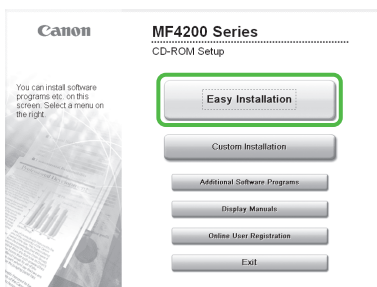 Canon
MF4200 Series
CD-ROM Setup
You can install software
programs etc. on this
screen. Select a menu on
the right.
Easy Installation
Custom Installation
Additional Software Programs
Display Manuals
Online User Registration
Exit